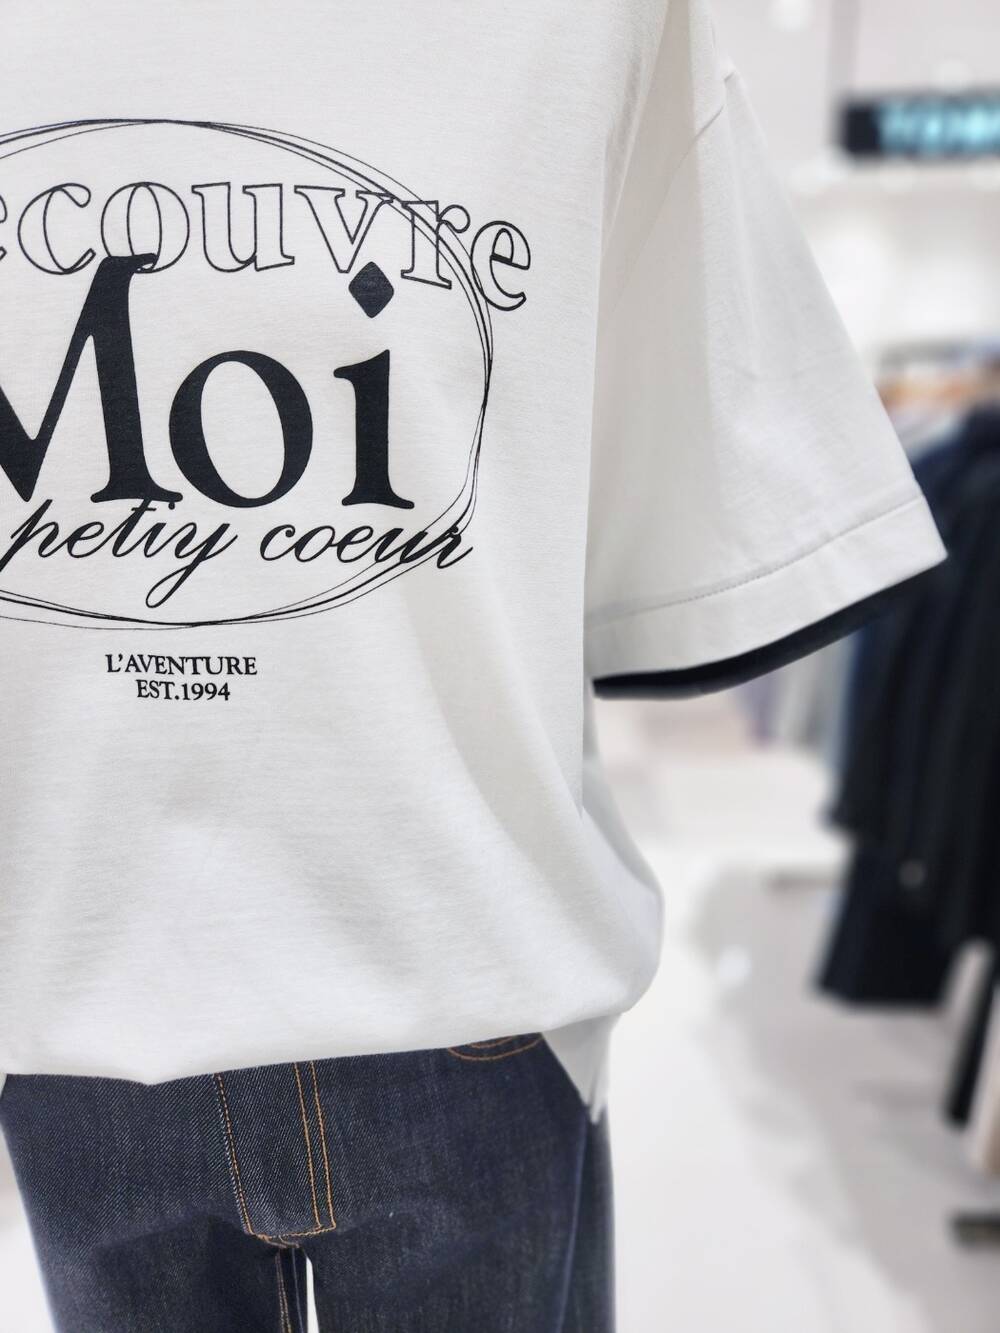 ecouvre
Moi
petiy coeur
L'AVENTURE
EST.1994